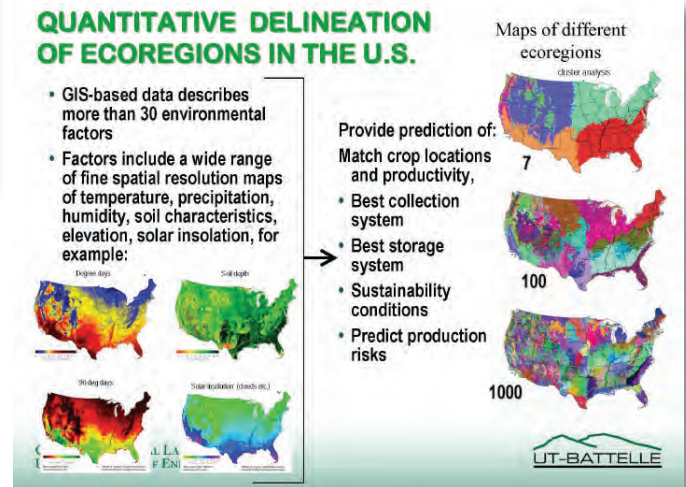 QUANTITATIVE DELINEATION
OF ECOREGIONS IN THE U.S.
• GIS-based data describes
more than 30 environmental
factors
• Factors include a wide range
of fine spatial resolution maps
of temperature, precipitation,
humidity, soil characteristics,
elevation, solar insolation, for
example:
Degree days
Soil depth
90 deg days
Solar insolation (clouds etc.)
Provide prediction of:
Match crop locations
and productivity,
• Best collection
system
• Best storage
system
• Sustainability
conditions
• Predict production
risks
Maps of different
ecoregions
cluster analysis
7
100
1000
UT-BATTELLE